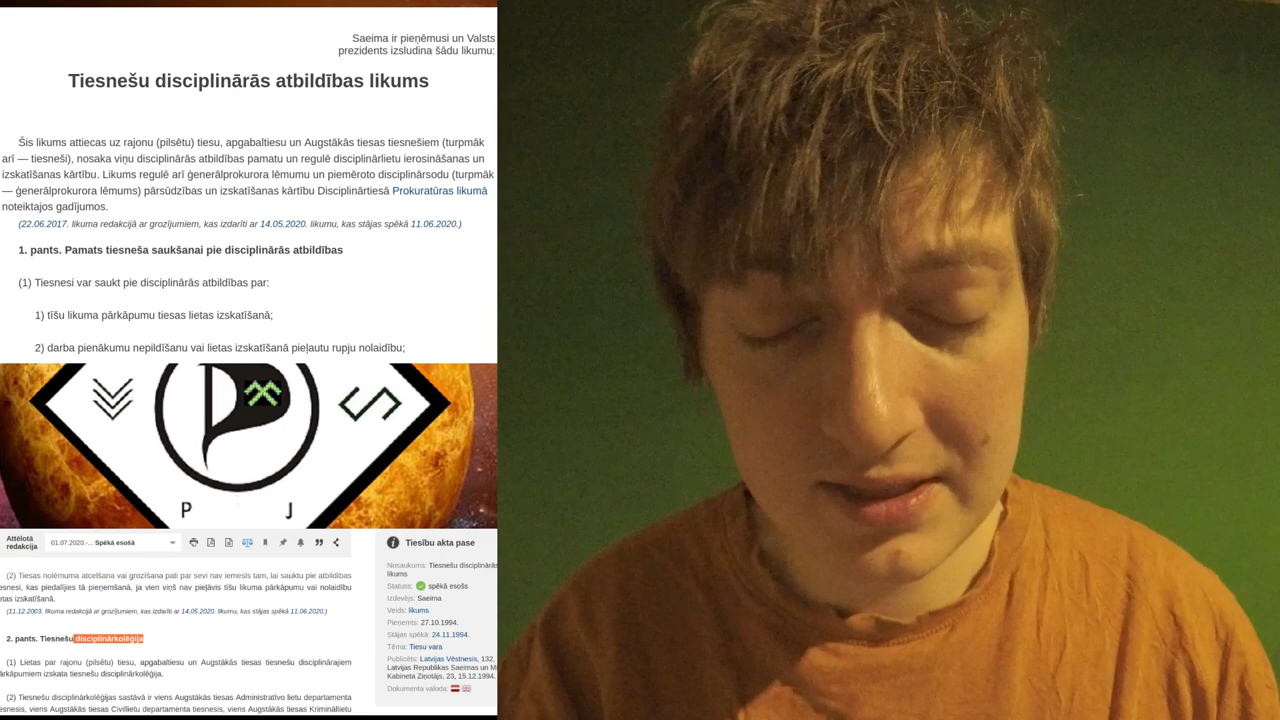 Saeima ir pieņēmusi un Valsts
prezidents izsludina šādu likumu:
Tiesnešu disciplinārās atbildības likums
Šis likums attiecas uz rajonu (pilsētu) tiesu, apgabaltiesu un Augstākās tiesas tiesnešiem (turpmāk
arī — tiesneši), nosaka viņu disciplinārās atbildības pamatu un regulē disciplinārlietu ierosināšanas un
izskatīšanas kārtību. Likums regulē arī ģenerālprokurora lēmumu un piemēroto disciplinārsodu (turpmāk
— ģenerālprokurora lēmums) pārsūdzības un izskatīšanas kārtību Disciplinārtiesā Prokuratūras likumā
noteiktajos gadījumos.
(22.06.2017. likuma redakcijā ar grozījumiem, kas izdarīti ar 14.05.2020. likumu, kas stājas spēkā 11.06.2020.)
1. pants. Pamats tiesneša saukšanai pie disciplinārās atbildības
(1) Tiesnesi var saukt pie disciplinārās atbildības par:
1) tīšu likuma pārkāpumu tiesas lietas izskatīšanā;
2) darba pienākumu nepildīšanu vai lietas izskatīšanā pieļautu rupju nolaidību;
P J
Attēlotā
redakcija
01.07.2020.-... Spēkā esošā
(2) Tiesas nolēmuma atcelšana vai grozīšana pati par sevi nav iemesls tam, lai sauktu pie atbildības
esnesi, kas piedalījies tā pieņemšanā, ja vien viņš nav pieļāvis tīšu likuma pārkāpumu vai nolaidību
etas izskatīšanā.
(11.12.2003. likuma redakcijā ar grozījumiem, kas izdarīti ar 14.05.2020. likumu, kas stājas spēkā 11.06.2020.)
2. pants. Tiesnešu disciplinārkolēģija
(1) Lietas par rajonu (pilsētu) tiesu, apgabaltiesu un Augstākās tiesas tiesnešu disciplinārajiem
ārkāpumiem izskata tiesnešu disciplinārkolēģija.
(2) Tiesnešu disciplinārkolēģijas sastāvā ir viens Augstākās tiesas Administratīvo lietu departamenta
esnesis, viens Augstākās tiesas Civillietu departamenta tiesnesis, viens Augstākās tiesas Krimināllietu
Tiesību akta pase
Nosaukums: Tiesnešu disciplinārās
likums
Statuss: spēkā esošs
Izdevējs: Saeima
Veids: likums
Pieņemts: 27.10.1994.
Stājas spēkā: 24.11.1994.
Tēma: Tiesu vara
Publicēts: Latvijas Vēstnesis, 132,
Latvijas Republikas Saeimas un M
Kabineta Ziņotājs, 23, 15.12.1994.
Dokumenta valoda: